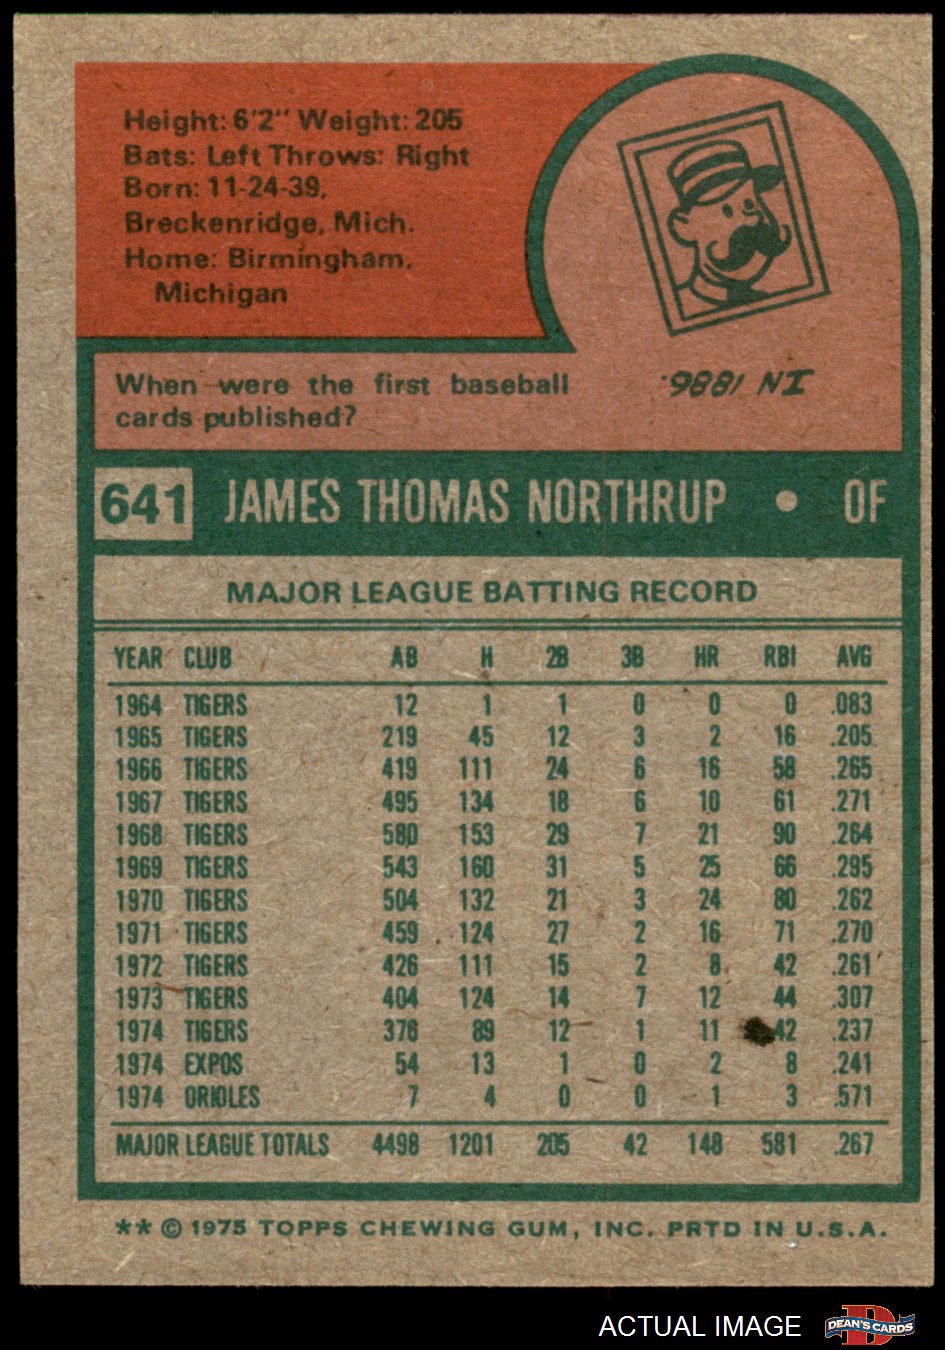 Height: 6'2" Weight: 205
Bats: Left Throws: Right
Born: 11-24-39,
Breckenridge, Mich.
Home: Birmingham,
Michigan
When were the first baseball
cards published?
IN 1886.
641 JAMES THOMAS NORTHRUP • OF
MAJOR LEAGUE BATTING RECORD
YEAR CLUB AB H 2B 3B HR RBI AVG
1964 TIGERS 12 1 1 0 0 0 .083
1965 TIGERS 219 45 12 3 2 16 .205
1966 TIGERS 419 111 24 6 16 58 .265
1967 TIGERS 495 134 18 6 10 61 .271
1968 TIGERS 580 153 29 7 21 90 .264
1969 TIGERS 543 160 31 5 25 66 .295
1970 TIGERS 504 132 21 3 24 80 .262
1971 TIGERS 459 124 27 2 16 71 .270
1972 TIGERS 426 111 15 2 8 42 .261
1973 TIGERS 404 124 14 7 12 44 .307
1974 TIGERS 376 89 12 1 11 42 .237
1974 EXPOS 54 13 1 0 2 8 .241
1974 ORIOLES 7 4 0 0 1 3 .571
MAJOR LEAGUE TOTALS 4498 1201 205 42 148 581 .267
** © 1975 TOPPS CHEWING GUM, INC. PRTD IN U.S.A.
ACTUAL IMAGE DEAN'S CARDS